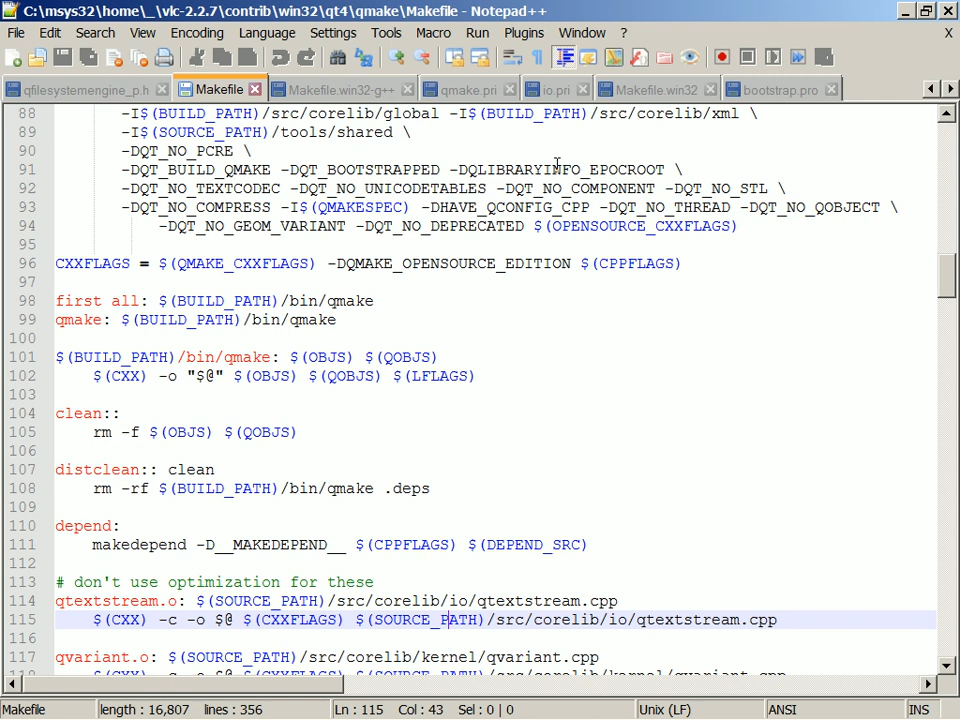 C:\msys32\home\_\vlc-2.2.7\contrib\win32\qt4\qmake\Makefile - Notepad++
File Edit Search View Encoding Language Settings Tools Macro Run Plugins Window ? X
qfilesystemengine_p.h Makefile Makefile.win32-g++ qmake.pri io.pri Makefile.win32 bootstrap.pro
88 -I$(BUILD_PATH)/src/corelib/global -I$(BUILD_PATH)/src/corelib/xml \
89 -I$(SOURCE_PATH)/tools/shared \
90 -DQT_NO_PCRE \
91 -DQT_BUILD_QMAKE -DQT_BOOTSTRAPPED -DQLIBRARYINFO_EPOCROOT \
92 -DQT_NO_TEXTCODEC -DQT_NO_UNICODETABLES -DQT_NO_COMPONENT -DQT_NO_STL \
93 -DQT_NO_COMPRESS -I$(QMAKESPEC) -DHAVE_QCONFIG_CPP -DQT_NO_THREAD -DQT_NO_QOBJECT \
94 -DQT_NO_GEOM_VARIANT -DQT_NO_DEPRECATED $(OPENSOURCE_CXXFLAGS)
95
96 CXXFLAGS = $(QMAKE_CXXFLAGS) -DQMAKE_OPENSOURCE_EDITION $(CPPFLAGS)
97
98 first all: $(BUILD_PATH)/bin/qmake
99 qmake: $(BUILD_PATH)/bin/qmake
100
101 $(BUILD_PATH)/bin/qmake: $(OBJS) $(QOBJS)
102 $(CXX) -o "$@" $(OBJS) $(QOBJS) $(LFLAGS)
103
104 clean::
105 rm -f $(OBJS) $(QOBJS)
106
107 distclean:: clean
108 rm -rf $(BUILD_PATH)/bin/qmake .deps
109
110 depend:
111 makedepend -D__MAKEDEPEND__ $(CPPFLAGS) $(DEPEND_SRC)
112
113 # don't use optimization for these
114 qtextstream.o: $(SOURCE_PATH)/src/corelib/io/qtextstream.cpp
115 $(CXX) -c -o $@ $(CXXFLAGS) $(SOURCE_PATH)/src/corelib/io/qtextstream.cpp
116
117 qvariant.o: $(SOURCE_PATH)/src/corelib/kernel/qvariant.cpp
118 $(CXX) -c -o $@ $(CXXFLAGS) $(SOURCE_PATH)/src/corelib/kernel/qvariant.cpp
Makefile length : 16,807 lines : 356 Ln : 115 Col : 43 Sel : 0 | 0 Unix (LF) ANSI INS